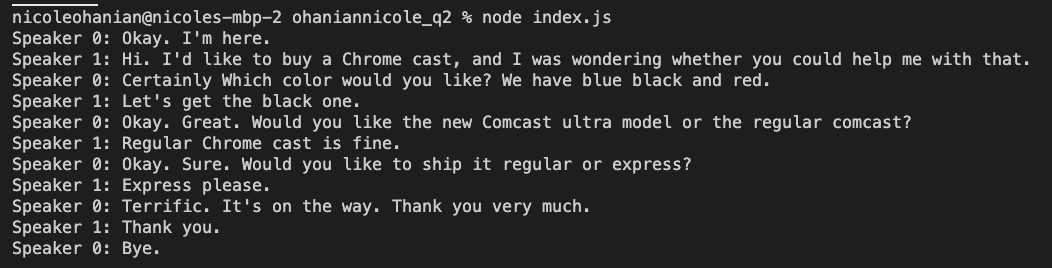 nicoleohanian@nicoles-mbp-2 ohaniannicole_q2 % node index.js
Speaker 0: Okay. I'm here.
Speaker 1: Hi. I'd like to buy a Chrome cast, and I was wondering whether you could help me with that.
Speaker 0: Certainly Which color would you like? We have blue black and red.
Speaker 1: Let's get the black one.
Speaker 0: Okay. Great. Would you like the new Comcast ultra model or the regular comcast?
Speaker 1: Regular Chrome cast is fine.
Speaker 0: Okay. Sure. Would you like to ship it regular or express?
Speaker 1: Express please.
Speaker 0: Terrific. It's on the way. Thank you very much.
Speaker 1: Thank you.
Speaker 0: Bye.